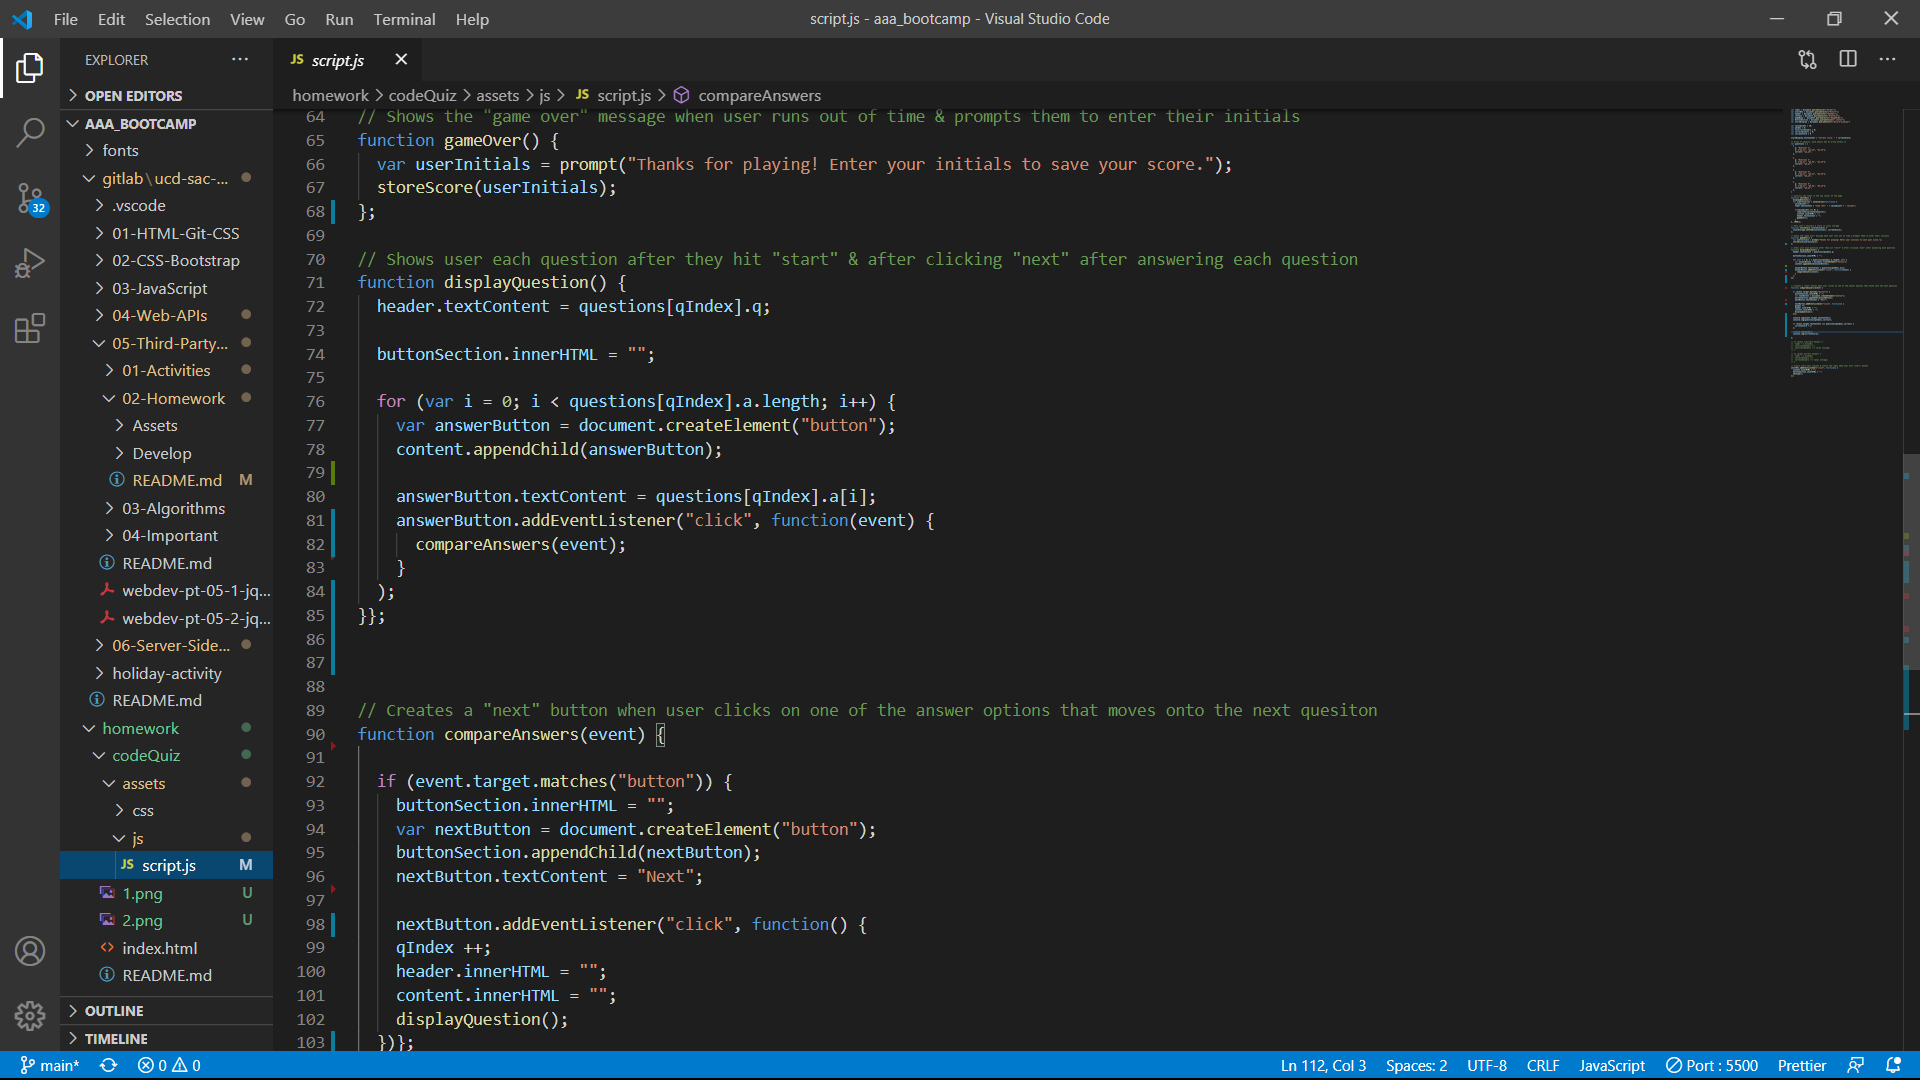 File Edit Selection View Go Run Terminal Help
script.js - aaa_bootcamp - Visual Studio Code
EXPLORER
OPEN EDITORS
AAA_BOOTCAMP
fonts
gitlab\ucd-sac-...
.vscode
01-HTML-Git-CSS
02-CSS-Bootstrap
03-JavaScript
04-Web-APIs
05-Third-Party...
01-Activities
02-Homework
Assets
Develop
README.md M
03-Algorithms
04-Important
README.md
webdev-pt-05-1-jq...
webdev-pt-05-2-jq...
06-Server-Side...
holiday-activity
README.md
homework
codeQuiz
assets
css
js
JS script.js M
1.png U
2.png U
index.html
README.md
OUTLINE
TIMELINE
32
JS script.js
homework > codeQuiz > assets > js > JS script.js > compareAnswers
64 // Shows the "game over" message when user runs out of time & prompts them to enter their initials
65 function gameOver() {
66 var userInitials = prompt("Thanks for playing! Enter your initials to save your score.");
67 storeScore(userInitials);
68 };
69
70 // Shows user each question after they hit "start" & after clicking "next" after answering each question
71 function displayQuestion() {
72 header.textContent = questions[qIndex].q;
73
74 buttonSection.innerHTML = "";
75
76 for (var i = 0; i < questions[qIndex].a.length; i++) {
77 var answerButton = document.createElement("button");
78 content.appendChild(answerButton);
79
80 answerButton.textContent = questions[qIndex].a[i];
81 answerButton.addEventListener("click", function(event) {
82 compareAnswers(event);
83 }
84 );
85 }};
86
87
88
89 // Creates a "next" button when user clicks on one of the answer options that moves onto the next quesiton
90 function compareAnswers(event) {
91
92 if (event.target.matches("button")) {
93 buttonSection.innerHTML = "";
94 var nextButton = document.createElement("button");
95 buttonSection.appendChild(nextButton);
96 nextButton.textContent = "Next";
97
98 nextButton.addEventListener("click", function() {
99 qIndex ++;
100 header.innerHTML = "";
101 content.innerHTML = "";
102 displayQuestion();
103 })};
main* 0 0 Ln 112, Col 3 Spaces: 2 UTF-8 CRLF JavaScript Port : 5500 Prettier